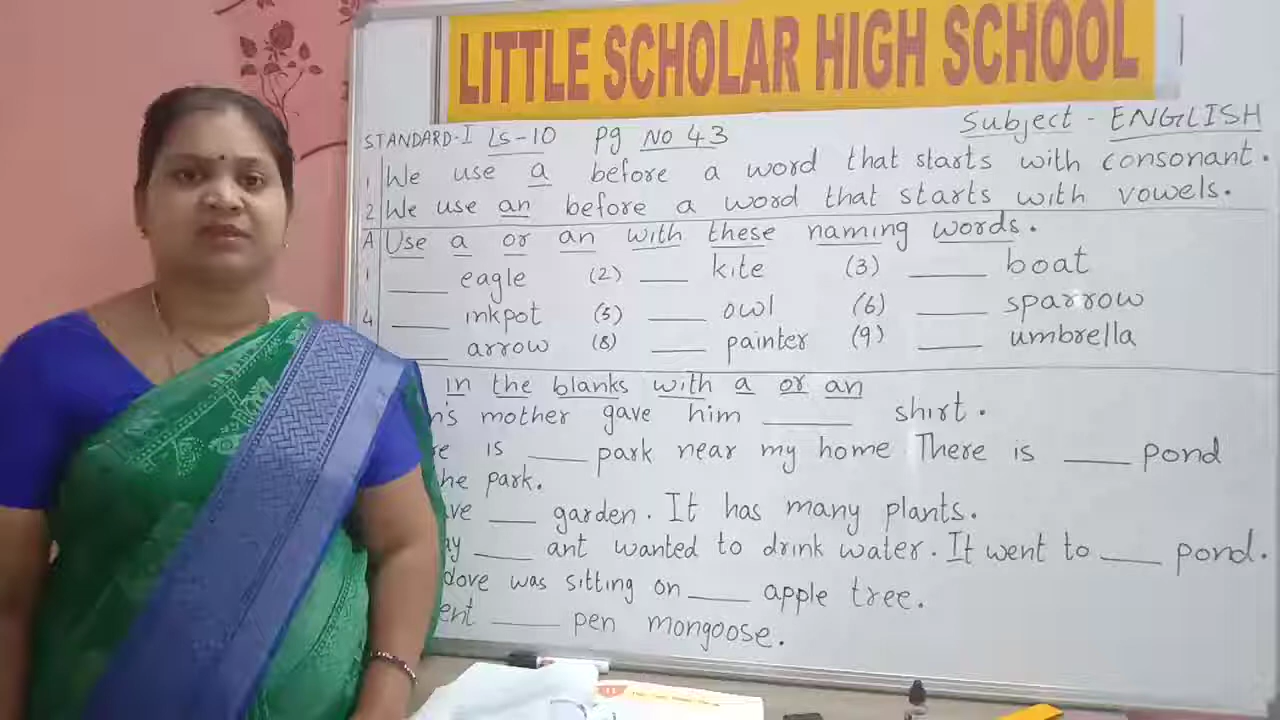 LITTLE SCHOLAR HIGH SCHOOL
STANDARD-I Ls-10 pg No 43 Subject - ENGLISH
1 We use a before a word that starts with consonant.
2 We use an before a word that starts with vowels.
A Use a or an with these naming words.
1 ____ eagle (2) ____ kite (3) ____ boat
4 ____ inkpot (5) ____ owl (6) ____ sparrow
____ arrow (8) ____ painter (9) ____ umbrella
in the blanks with a or an
n's mother gave him ____ shirt.
e is ____ park near my home There is ____ pond
he park.
ve ____ garden. It has many plants.
ay ____ ant wanted to drink water. It went to ____ pond.
dove was sitting on ____ apple tree.
ent ____ pen mongoose.